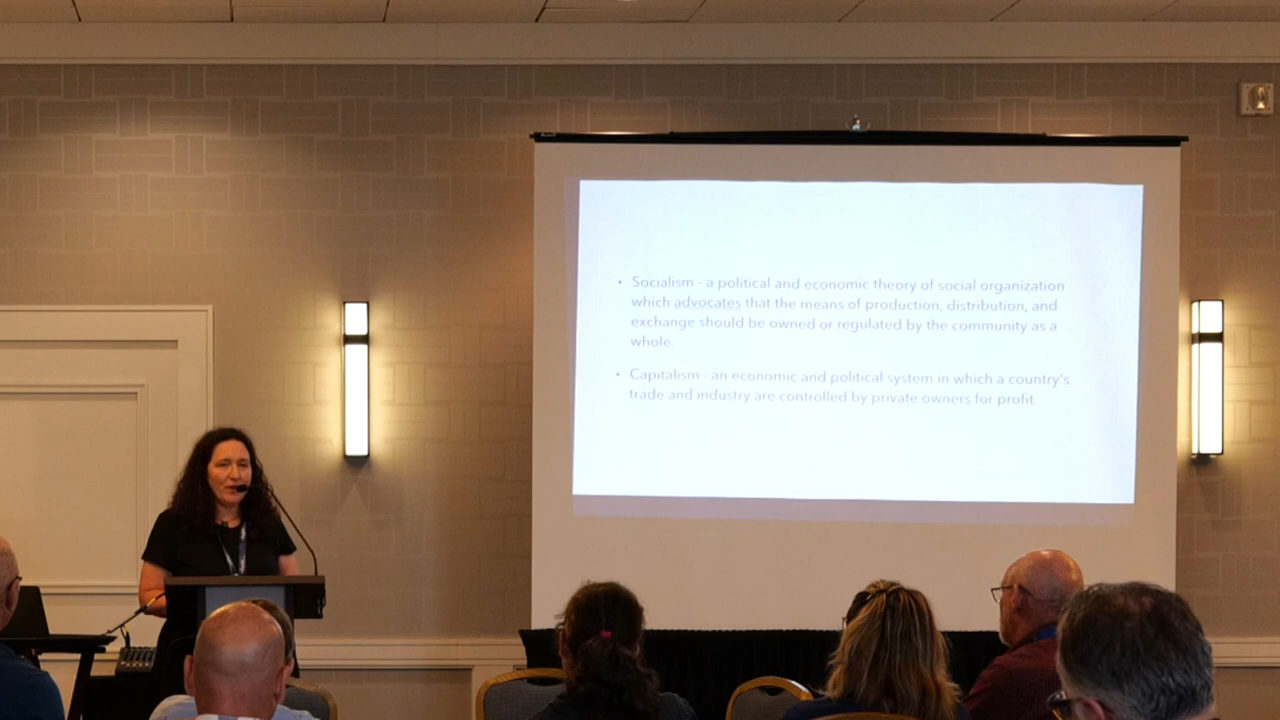 • Socialism - a political and economic theory of social organization
which advocates that the means of production, distribution, and
exchange should be owned or regulated by the community as a
whole.
• Capitalism - an economic and political system in which a country's
trade and industry are controlled by private owners for profit.